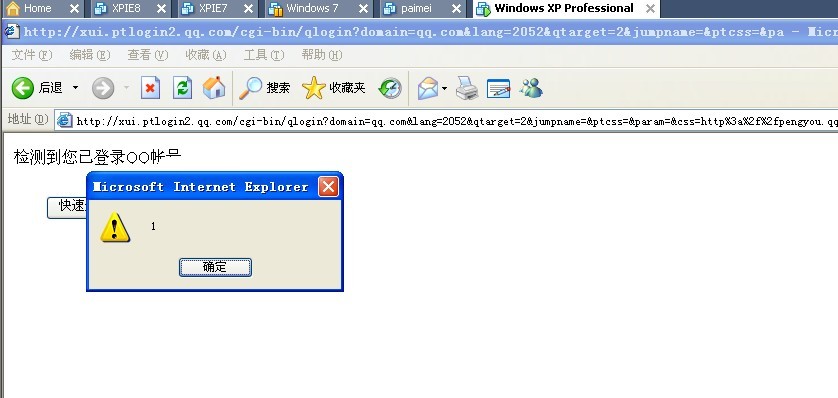 Home XPIE8 XPIE7 Windows 7 paimei Windows XP Professional
http://xui.ptlogin2.qq.com/cgi-bin/qlogin?domain=qq.com&lang=2052&qtarget=2&jumpname=&ptcss=&pa - Micr
文件(F) 编辑(E) 查看(V) 收藏(A) 工具(T) 帮助(H)
后退 搜索 收藏夹
地址(D) http://xui.ptlogin2.qq.com/cgi-bin/qlogin?domain=qq.com&lang=2052&qtarget=2&jumpname=&ptcss=&param=&css=http%3a%2f%2fpengyou.qq
检测到您已登录QQ帐号
Microsoft Internet Explorer
快速
1
确定